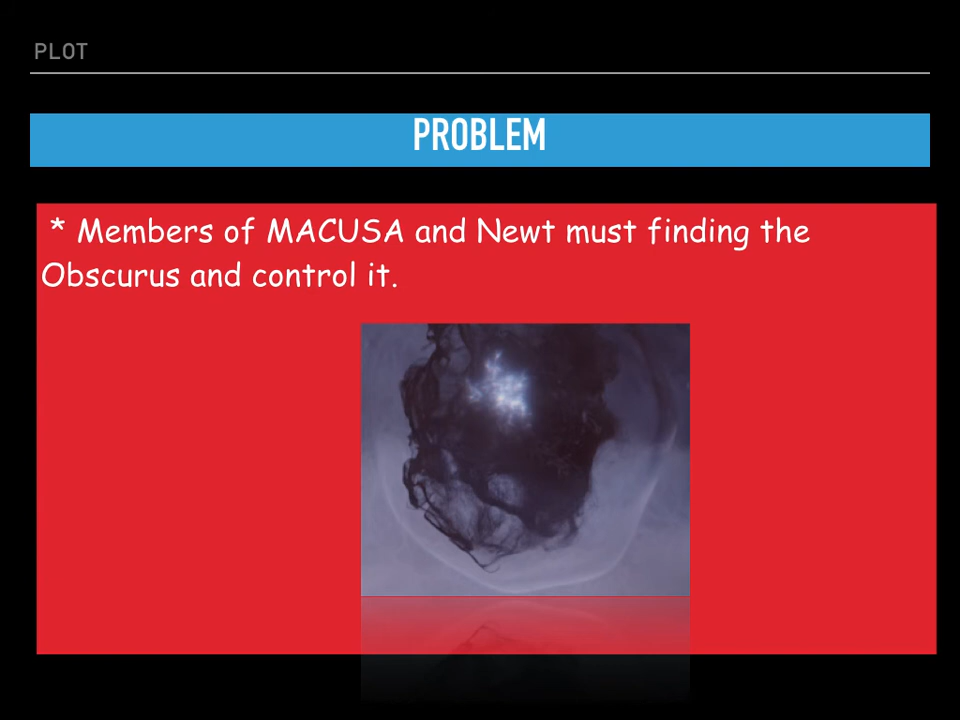 PLOT
PROBLEM
* Members of MACUSA and Newt must finding the
Obscurus and control it.